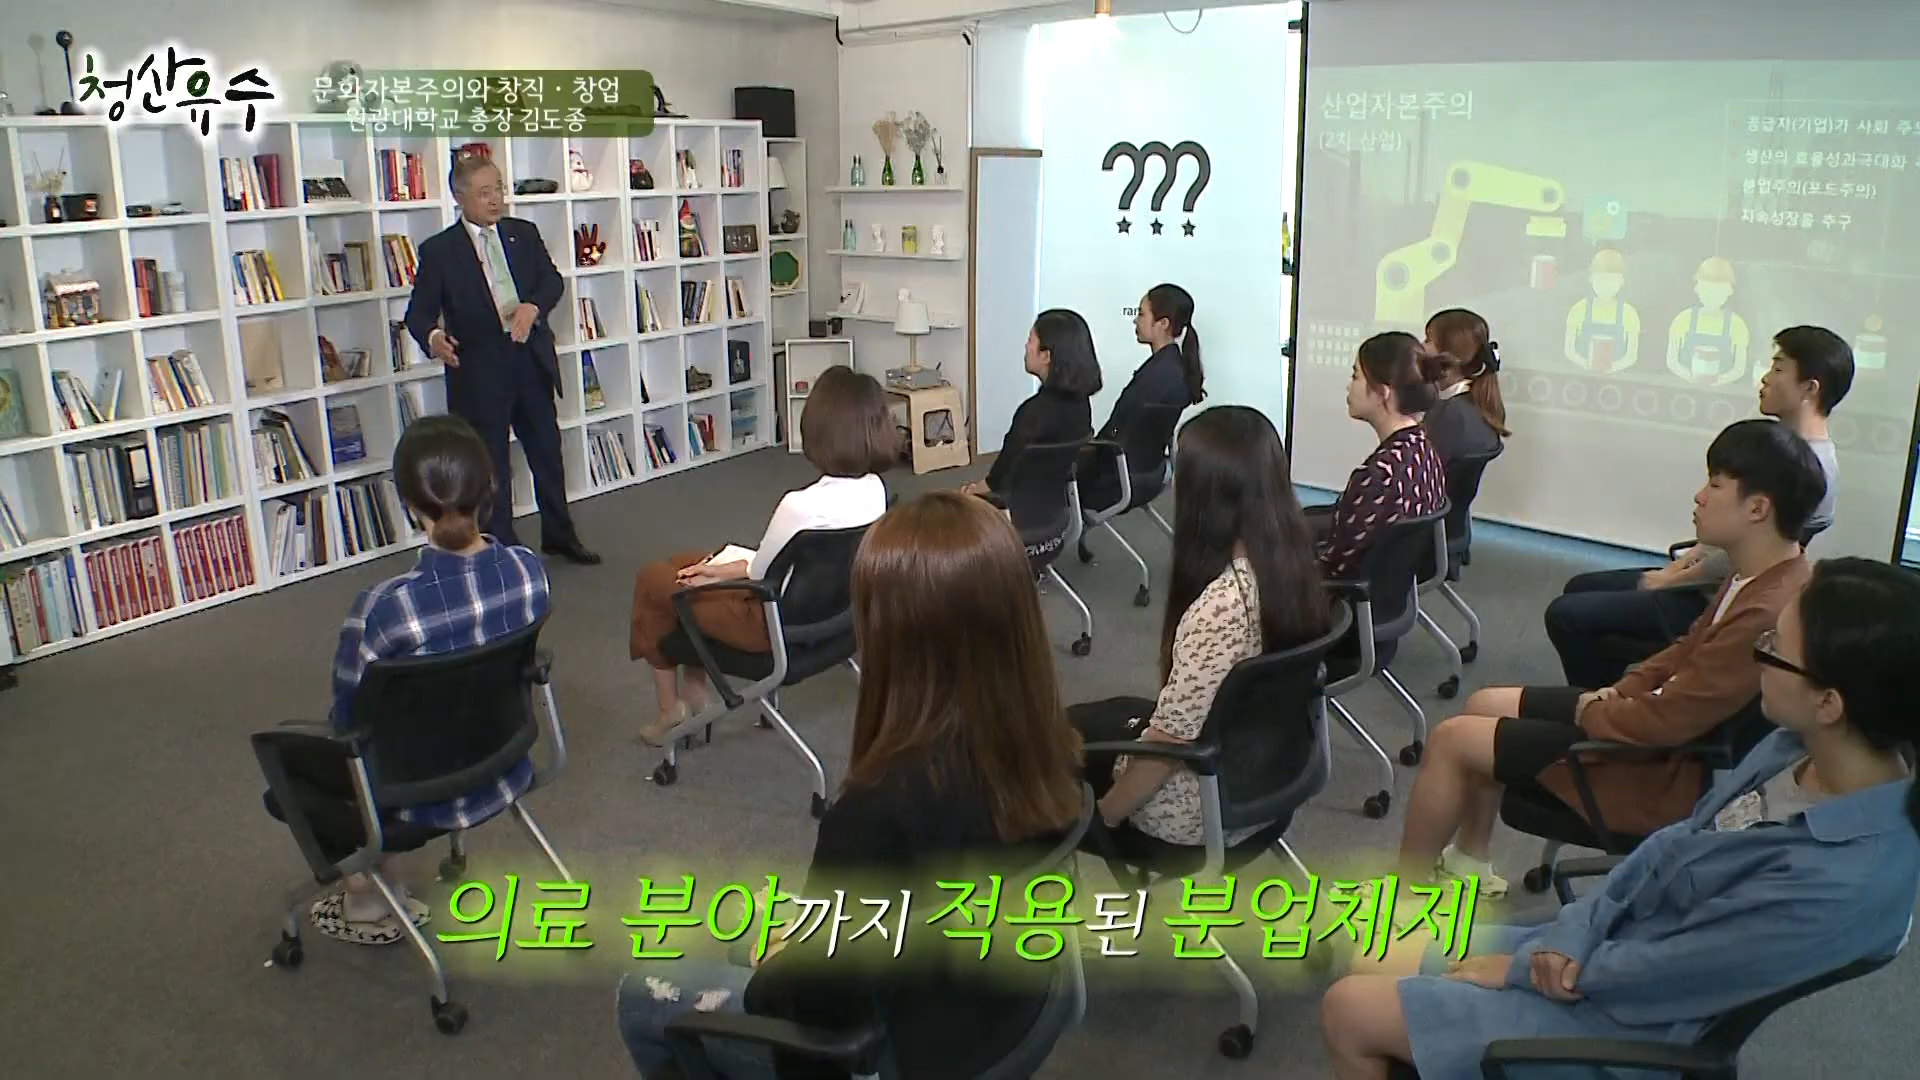 청산유수
문화자본주의와 창직·창업
원광대학교 총장 김도종
산업자본주의
(2차 산업)
공급자(기업)가 사회 주도
생산의 효율성과극대화
분업주의(포드주의)
지속성장을 추구
???
의료 분야까지 적용된 분업체제